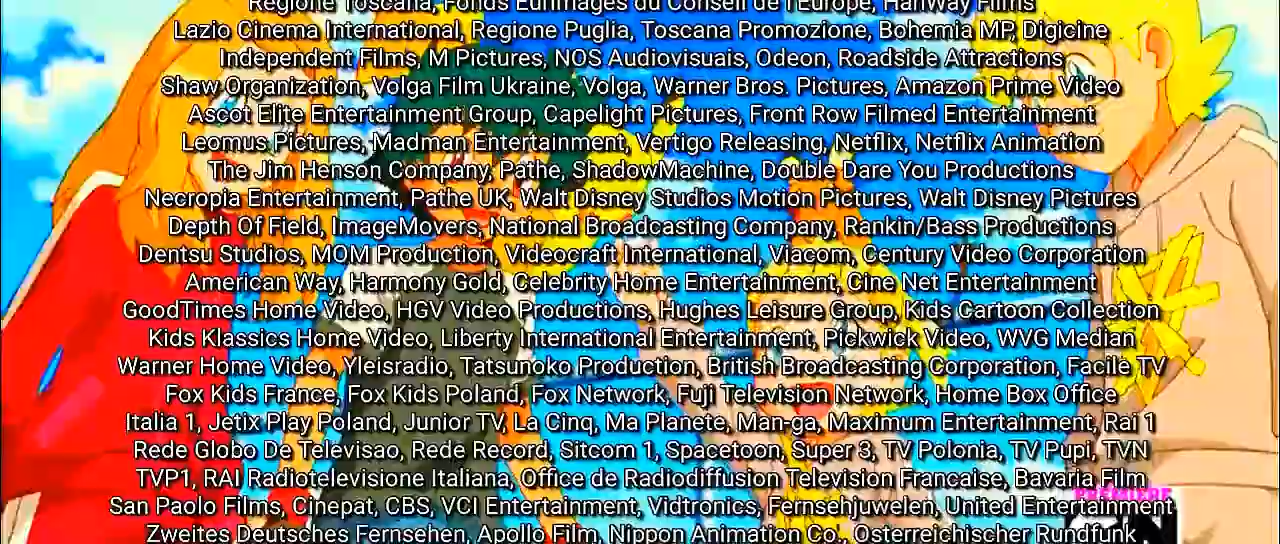 Regione Toscana, Fonds Eurimages du Conseil de l'Europe, HanWay Films
Lazio Cinema International, Regione Puglia, Toscana Promozione, Bohemia MP, Digicine
Independent Films, M Pictures, NOS Audiovisuais, Odeon, Roadside Attractions
Shaw Organization, Volga Film Ukraine, Volga, Warner Bros. Pictures, Amazon Prime Video
Ascot Elite Entertainment Group, Capelight Pictures, Front Row Filmed Entertainment
Leomus Pictures, Madman Entertainment, Vertigo Releasing, Netflix, Netflix Animation
The Jim Henson Company, Pathe, ShadowMachine, Double Dare You Productions
Necropia Entertainment, Pathe UK, Walt Disney Studios Motion Pictures, Walt Disney Pictures
Depth Of Field, ImageMovers, National Broadcasting Company, Rankin/Bass Productions
Dentsu Studios, MOM Production, Videocraft International, Viacom, Century Video Corporation
American Way, Harmony Gold, Celebrity Home Entertainment, Cine Net Entertainment
GoodTimes Home Video, HGV Video Productions, Hughes Leisure Group, Kids Cartoon Collection
Kids Klassics Home Video, Liberty International Entertainment, Pickwick Video, WVG Median
Warner Home Video, Yleisradio, Tatsunoko Production, British Broadcasting Corporation, Facile TV
Fox Kids France, Fox Kids Poland, Fox Network, Fuji Television Network, Home Box Office
Italia 1, Jetix Play Poland, Junior TV, La Cinq, Ma Planete, Man-ga, Maximum Entertainment, Rai 1
Rede Globo De Televisao, Rede Record, Sitcom 1, Spacetoon, Super 3, TV Polonia, TV Pupi, TVN
TVP1, RAI Radiotelevisione Italiana, Office de Radiodiffusion Television Francaise, Bavaria Film
PREMIERE
San Paolo Films, Cinepat, CBS, VCI Entertainment, Vidtronics, Fernsehjuwelen, United Entertainment
N
Zweites Deutsches Fernsehen, Apollo Film, Nippon Animation Co., Osterreichischer Rundfunk